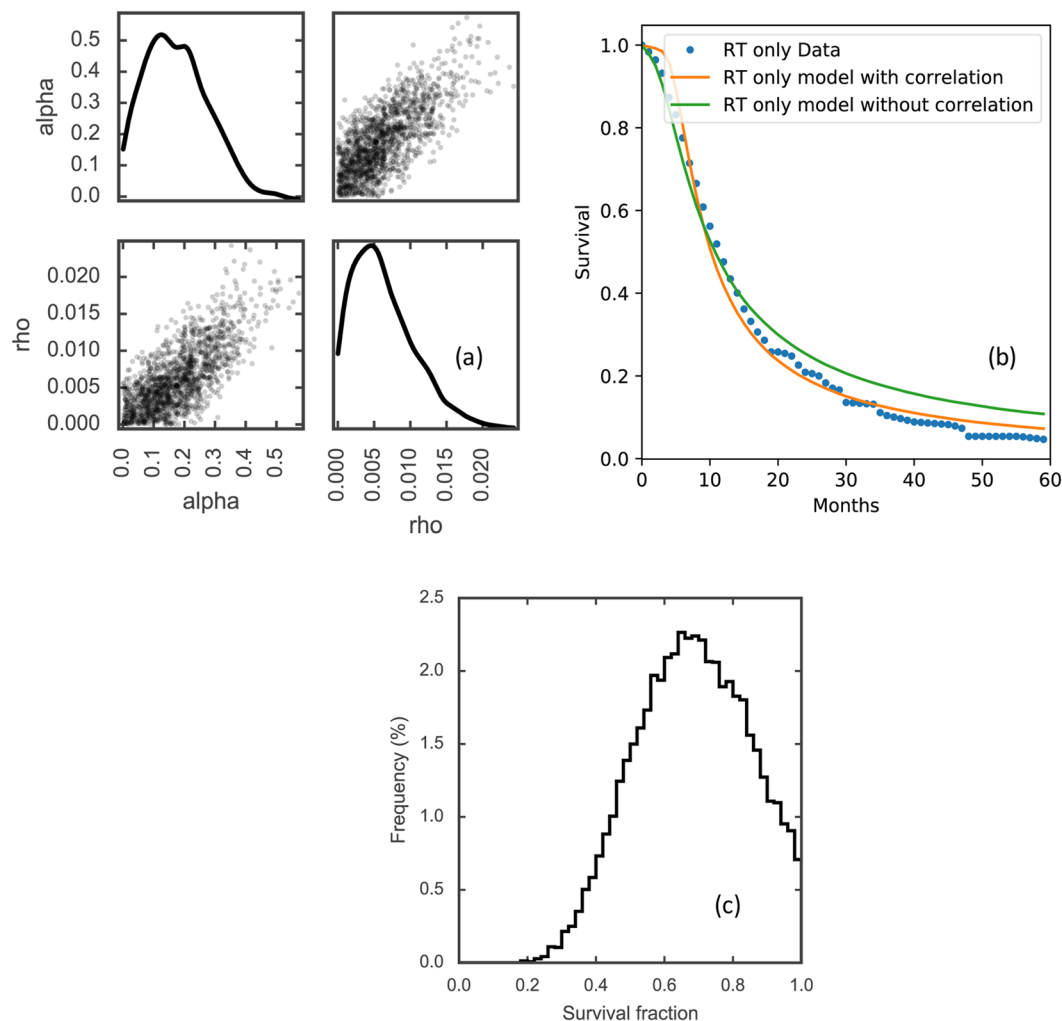 alpha
0.5
0.4
0.3
0.2
0.1
0.0
rho
0.020
0.015
0.010
0.005
0.000
0.0
0.1
0.2
0.3
0.4
0.5
alpha
(a)
0.000
0.005
0.010
0.015
0.020
rho
Survival
1.0
0.8
0.6
0.4
0.2
0.0
RT only Data
RT only model with correlation
RT only model without correlation
(b)
0 10 20 30 40 50 60
Months
Frequency (%)
2.5
2.0
1.5
1.0
0.5
0.0
(c)
0.0 0.2 0.4 0.6 0.8 1.0
Survival fraction